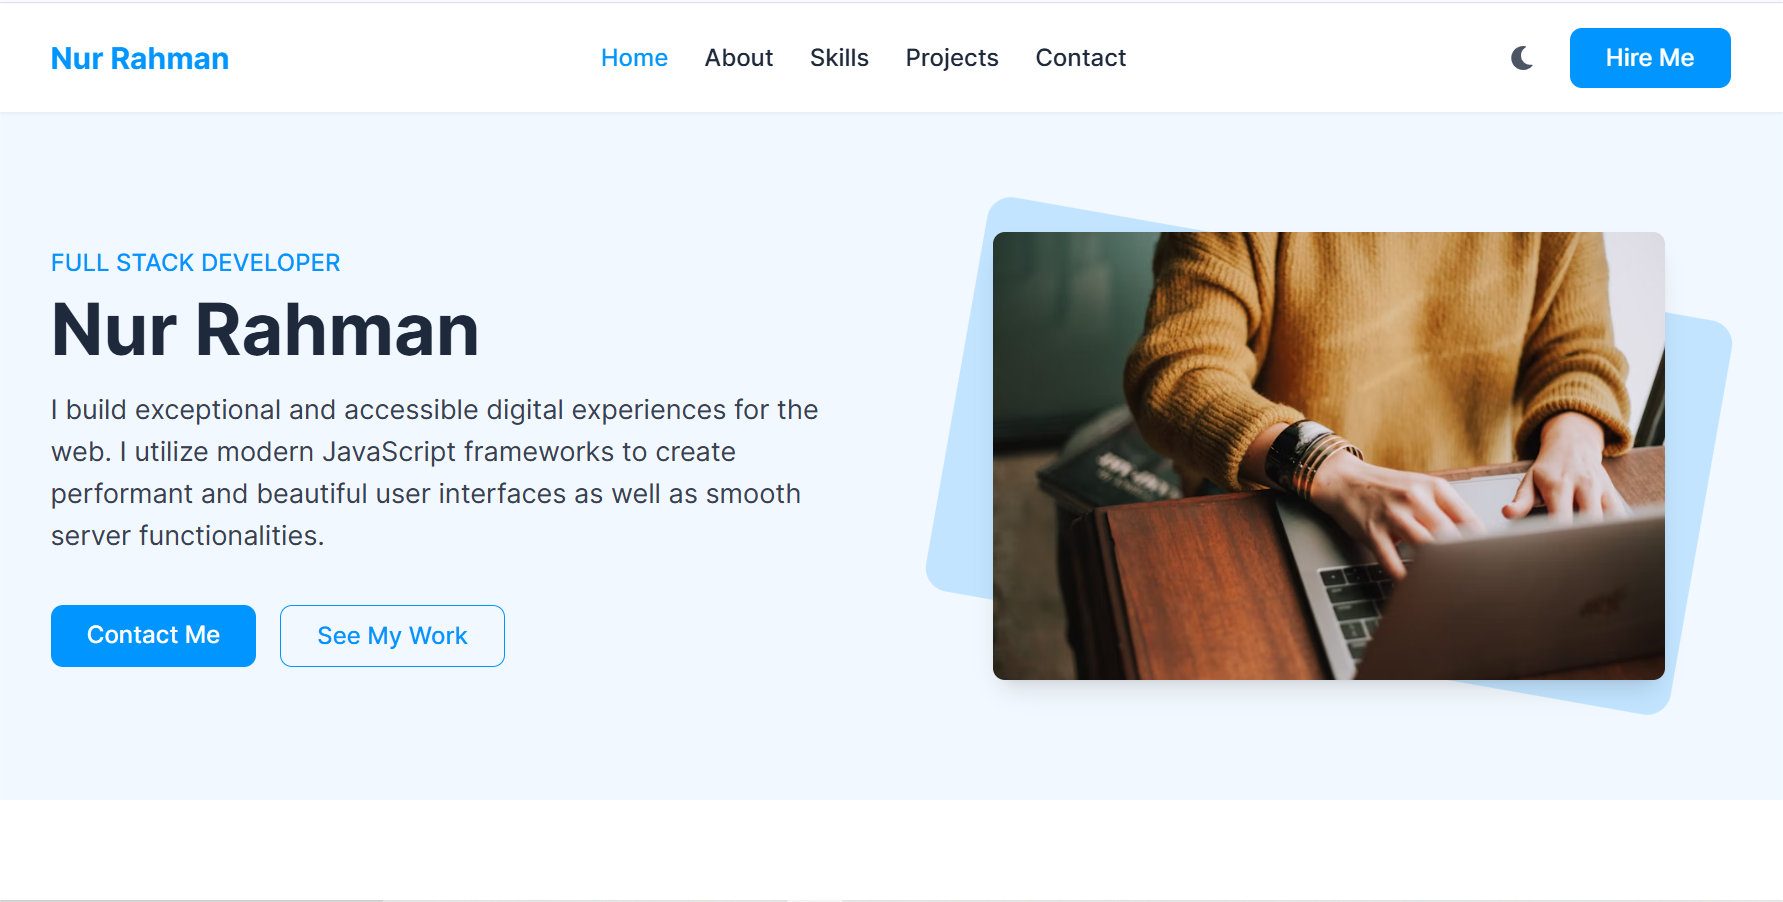 Nur Rahman
Home About Skills Projects Contact
Hire Me
FULL STACK DEVELOPER
Nur Rahman
I build exceptional and accessible digital experiences for the
web. I utilize modern JavaScript frameworks to create
performant and beautiful user interfaces as well as smooth
server functionalities.
Contact Me
See My Work